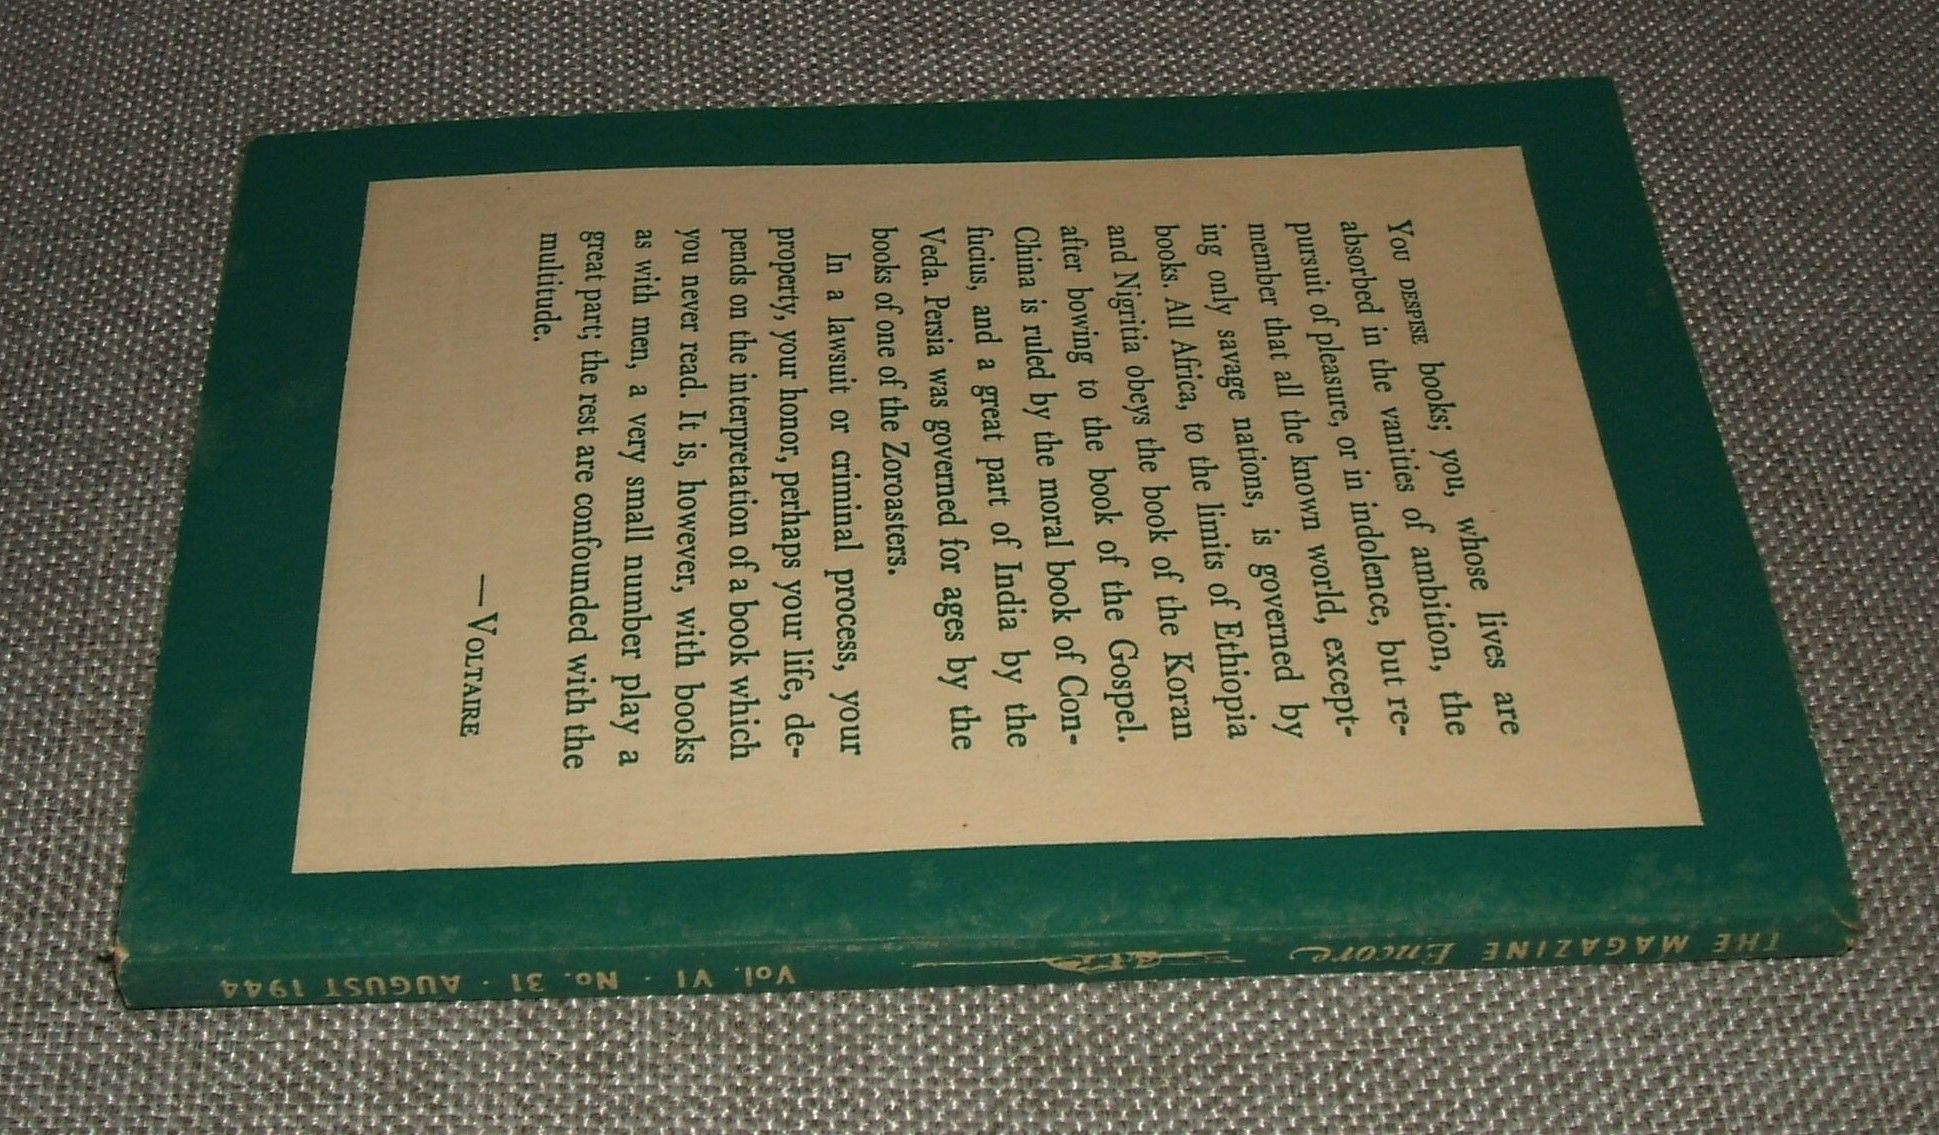 You despise books; you, whose lives are
absorbed in the vanities of ambition, the
pursuit of pleasure, or in indolence, but re-
member that all the known world, except-
ing only savage nations, is governed by
books. All Africa, to the limits of Ethiopia
and Nigritia obeys the book of the Koran
after bowing to the book of the Gospel.
China is ruled by the moral book of Con-
fucius, and a great part of India by the
Veda. Persia was governed for ages by the
books of one of the Zoroasters.
In a lawsuit or criminal process, your
property, your honor, perhaps your life, de-
pends on the interpretation of a book which
you never read. It is, however, with books
as with men, a very small number play a
great part; the rest are confounded with the
multitude.
—Voltaire
THE MAGAZINE Encore
Vol. VI · No. 31 · AUGUST 1944